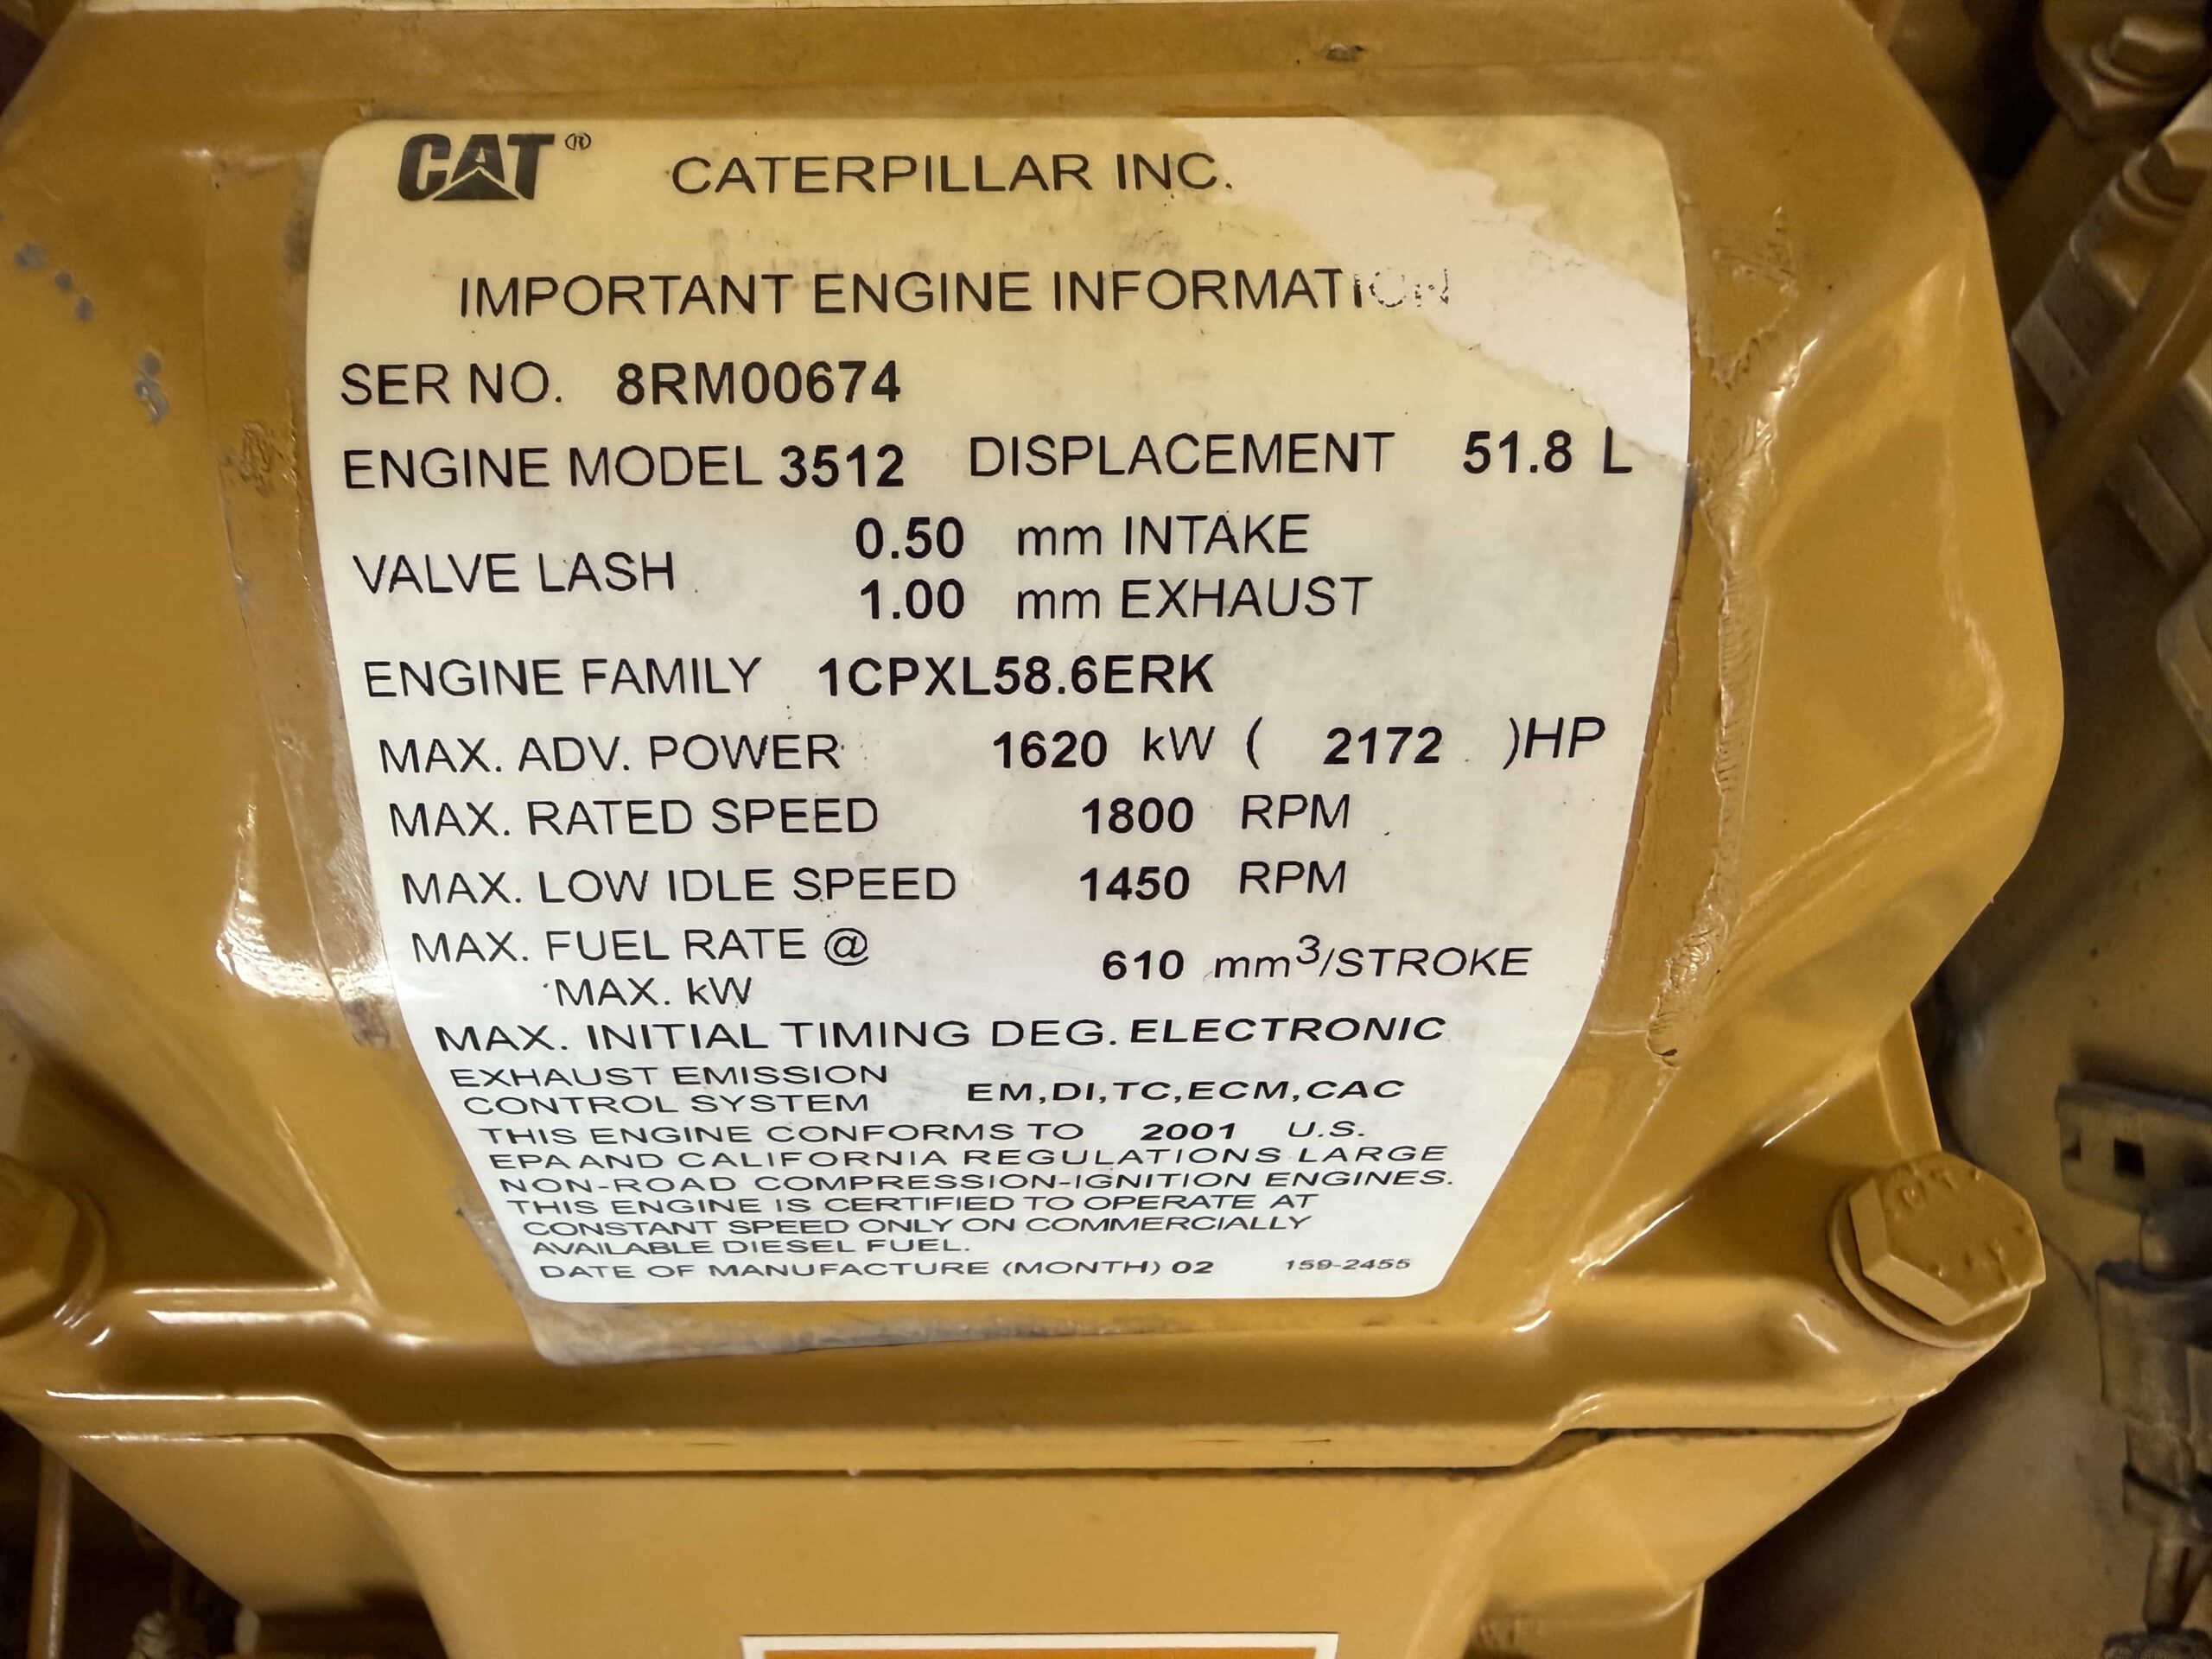 CAT® CATERPILLAR INC.
IMPORTANT ENGINE INFORMATION
SER NO. 8RM00674
ENGINE MODEL 3512 DISPLACEMENT 51.8 L
VALVE LASH 0.50 mm INTAKE
1.00 mm EXHAUST
ENGINE FAMILY 1CPXL58.6ERK
MAX. ADV. POWER 1620 kW ( 2172 )HP
MAX. RATED SPEED 1800 RPM
MAX. LOW IDLE SPEED 1450 RPM
MAX. FUEL RATE @ 610 mm³/STROKE
MAX. kW
MAX. INITIAL TIMING DEG. ELECTRONIC
EXHAUST EMISSION
CONTROL SYSTEM EM,DI,TC,ECM,CAC
THIS ENGINE CONFORMS TO 2001 U.S.
EPA AND CALIFORNIA REGULATIONS LARGE
NON-ROAD COMPRESSION-IGNITION ENGINES.
THIS ENGINE IS CERTIFIED TO OPERATE AT
CONSTANT SPEED ONLY ON COMMERCIALLY
AVAILABLE DIESEL FUEL.
DATE OF MANUFACTURE (MONTH) 02 159-2455